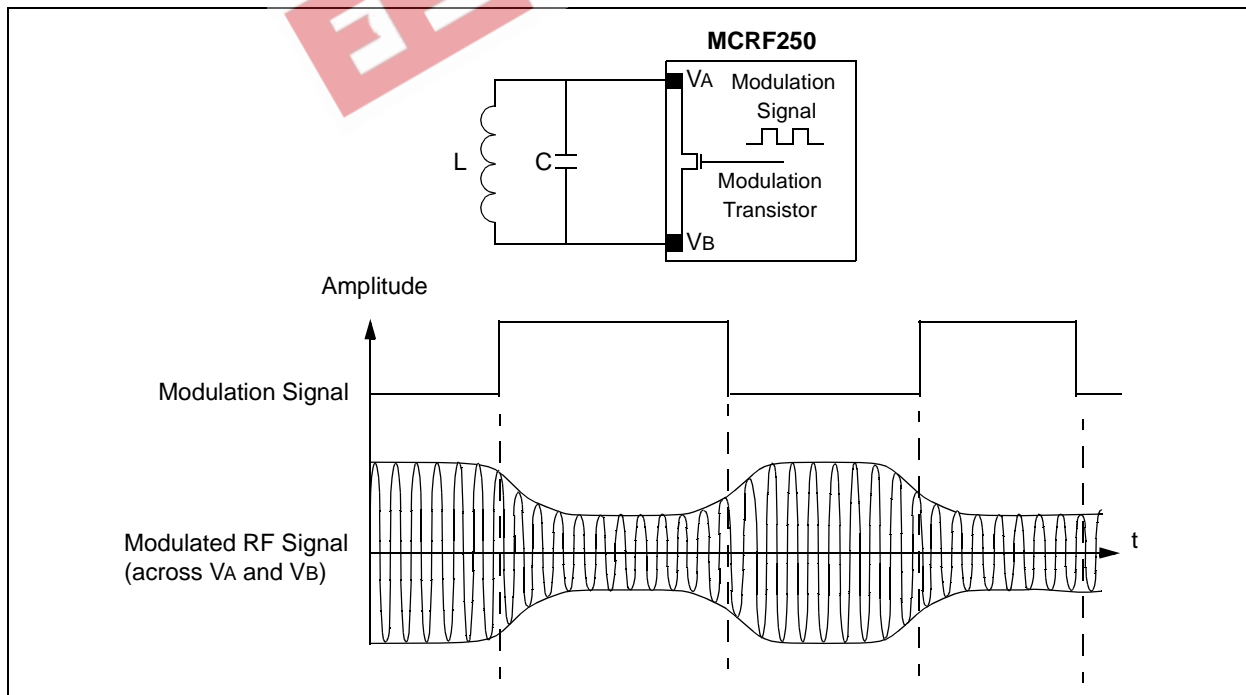 MCRF250
VA
Modulation
Signal
L
C
Modulation
Transistor
VB
Amplitude
Modulation Signal
Modulated RF Signal
(across VA and VB)
t